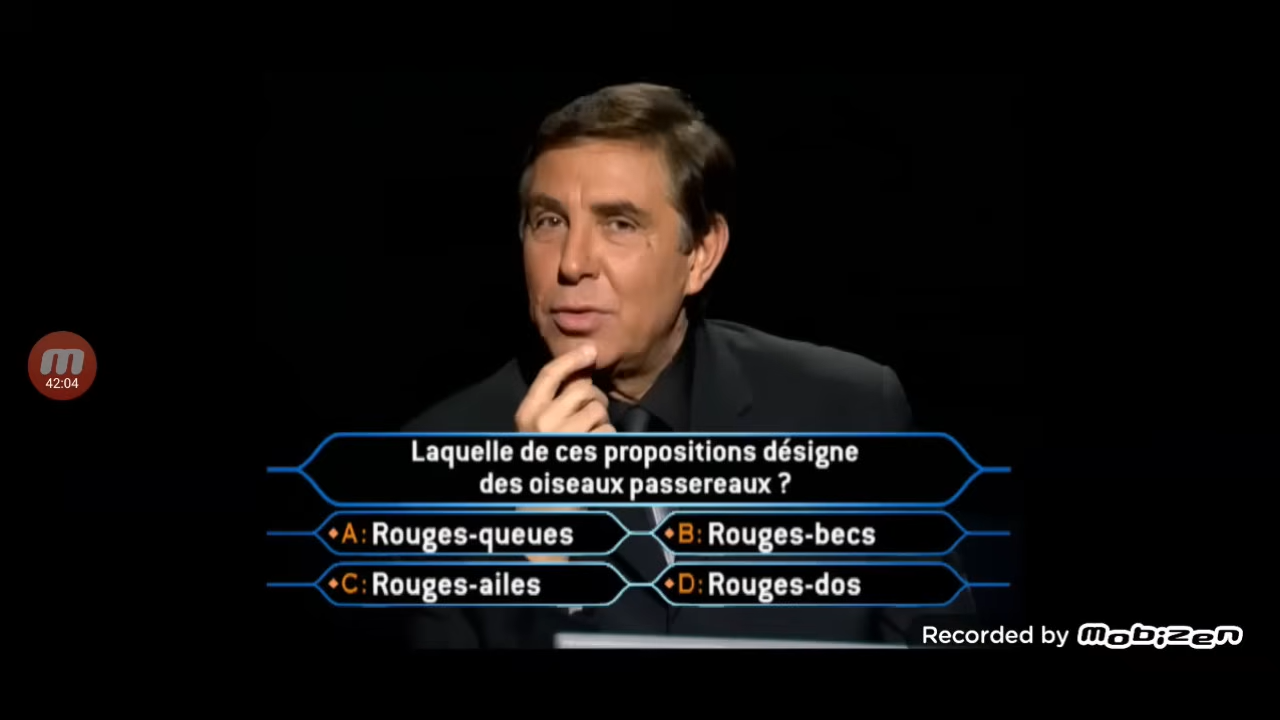 Laquelle de ces propositions désigne
des oiseaux passereaux ?
A: Rouges-queues
B: Rouges-becs
C: Rouges-ailes
D: Rouges-dos
m
42:04
Recorded by mobizen